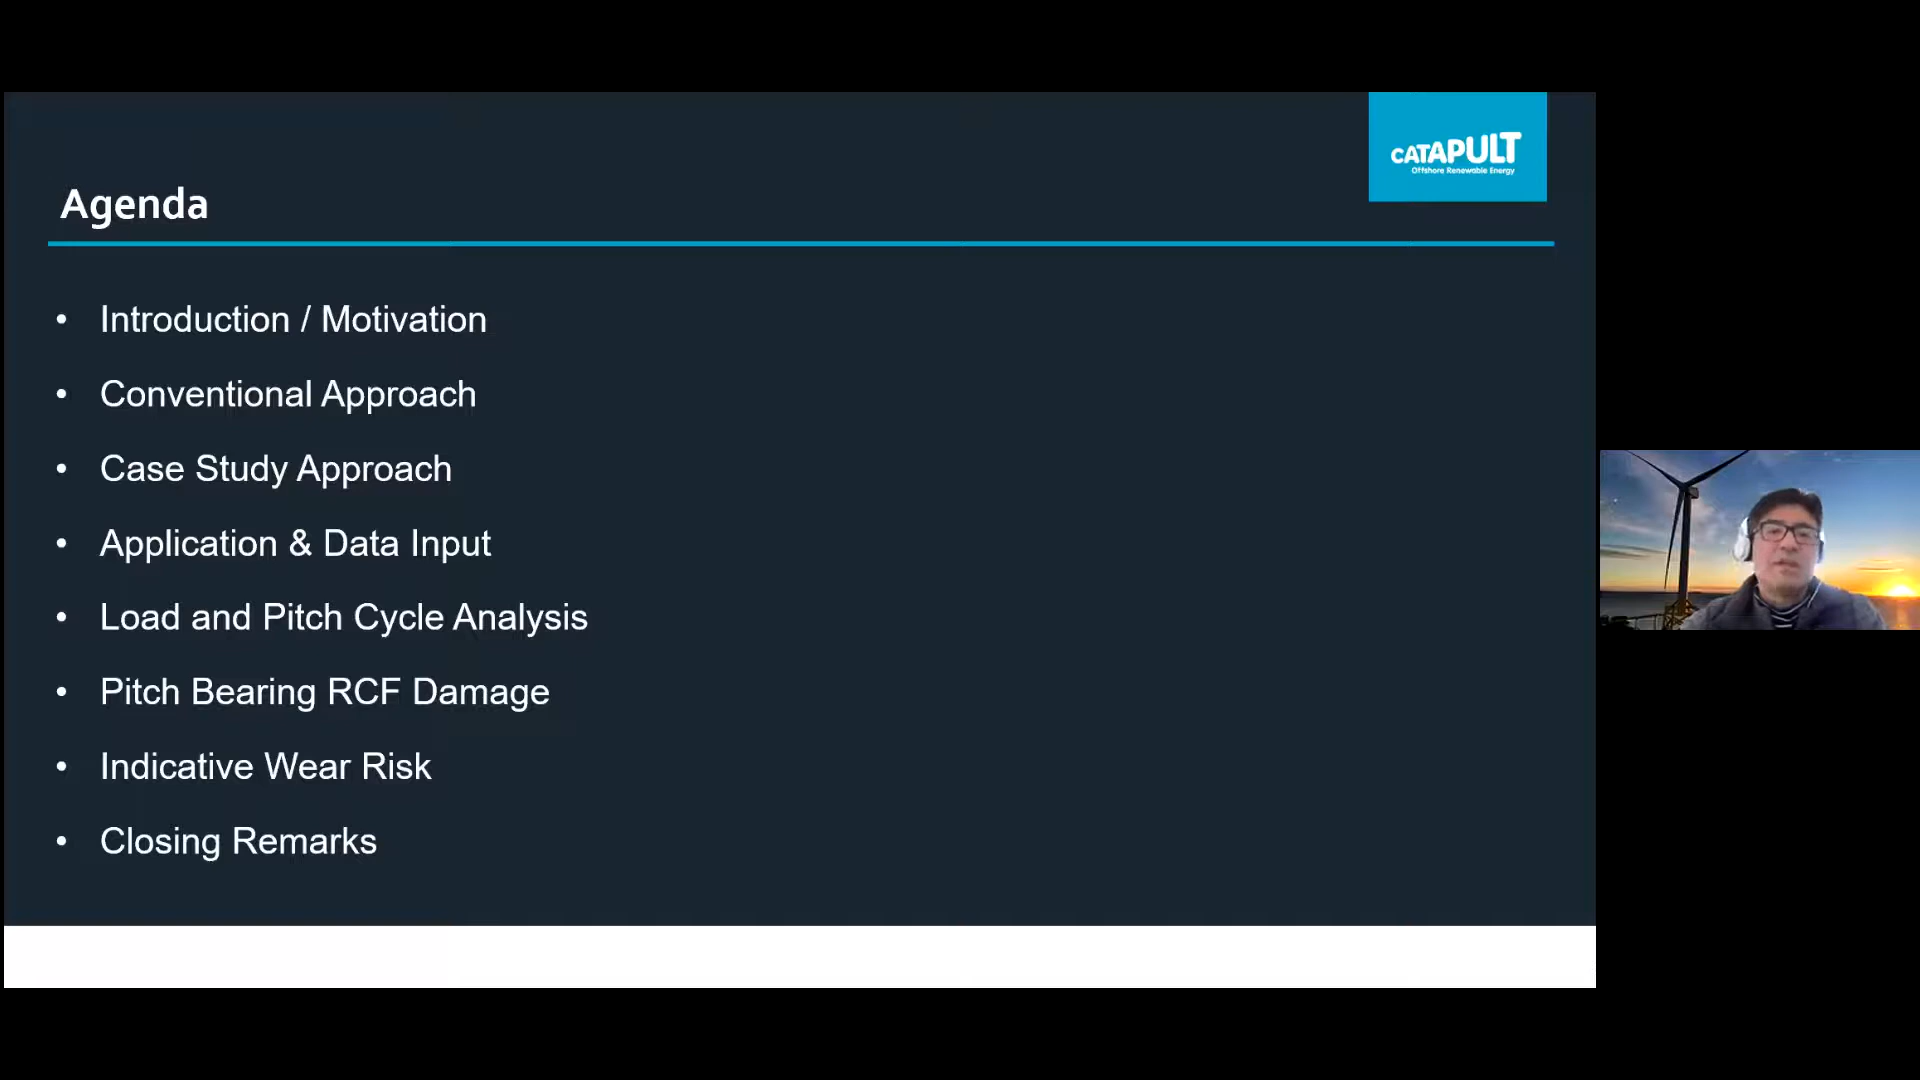 CATAPULT
Offshore Renewable Energy
Agenda
• Introduction / Motivation
• Conventional Approach
• Case Study Approach
• Application & Data Input
• Load and Pitch Cycle Analysis
• Pitch Bearing RCF Damage
• Indicative Wear Risk
• Closing Remarks